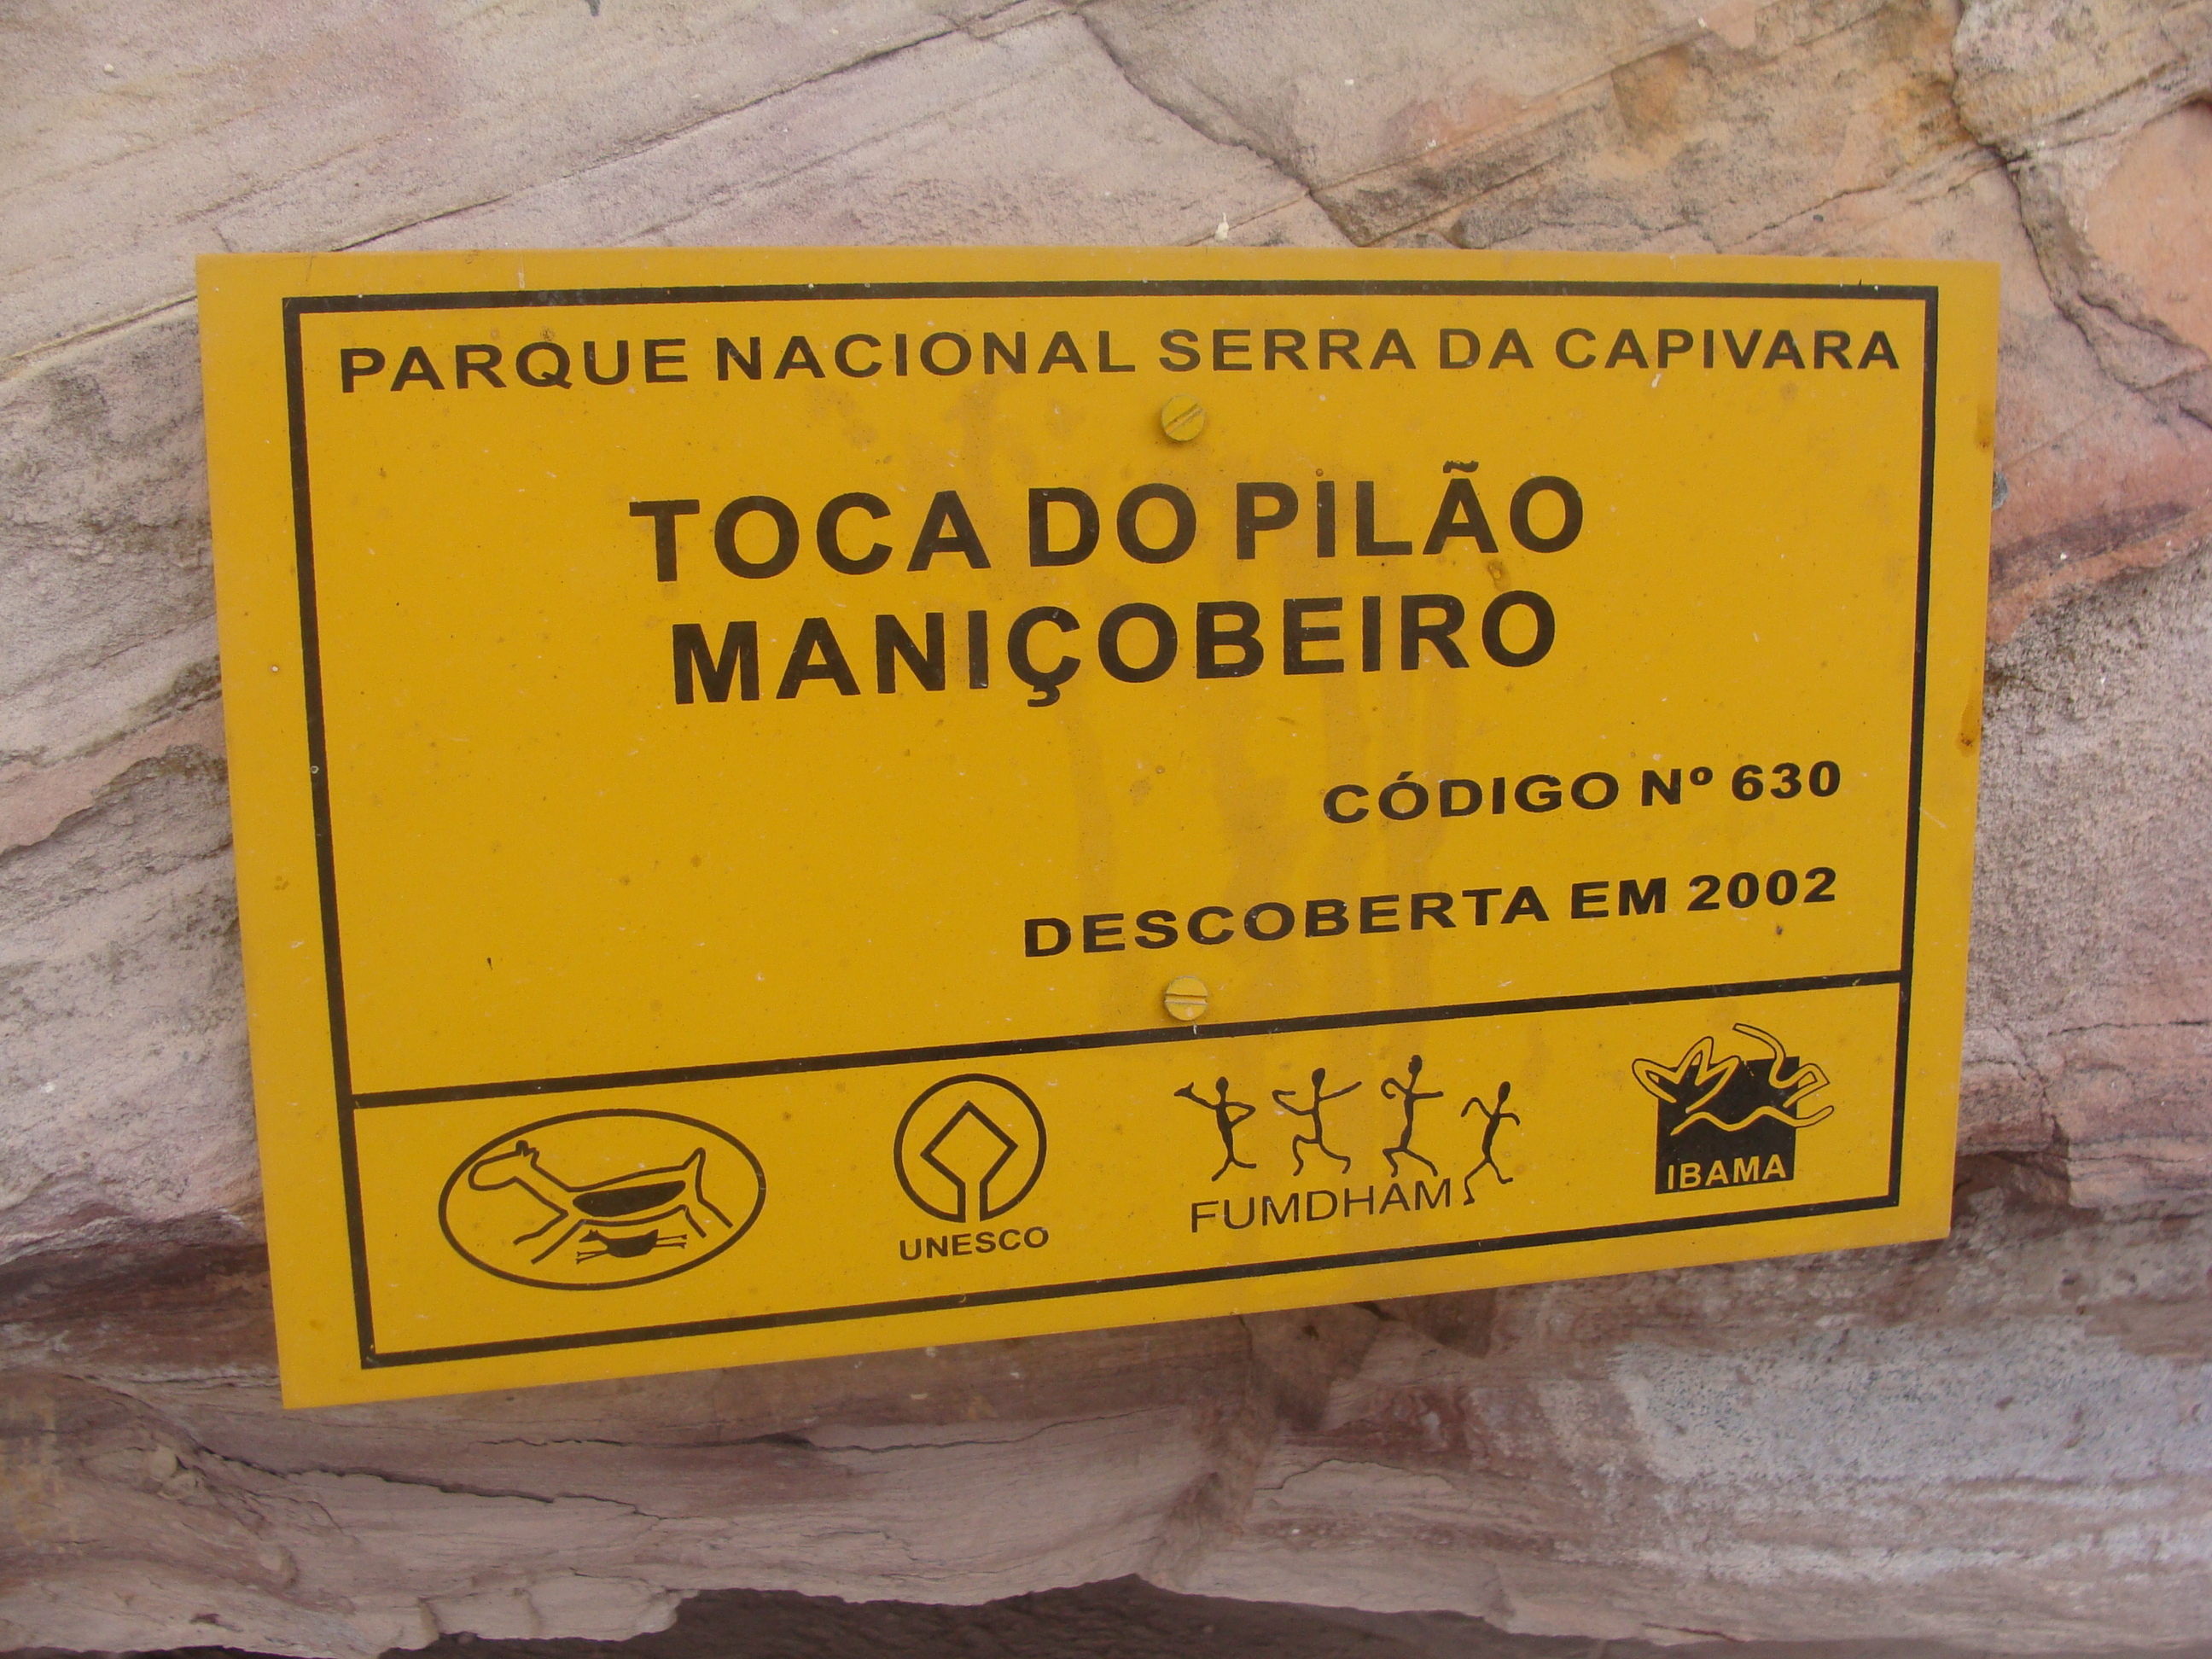 PARQUE NACIONAL SERRA DA CAPIVARA
TOCA DO PILÃO
MANIÇOBEIRO
CÓDIGO Nº 630
DESCOBERTA EM 2002
UNESCO
FUMDHAM
IBAMA